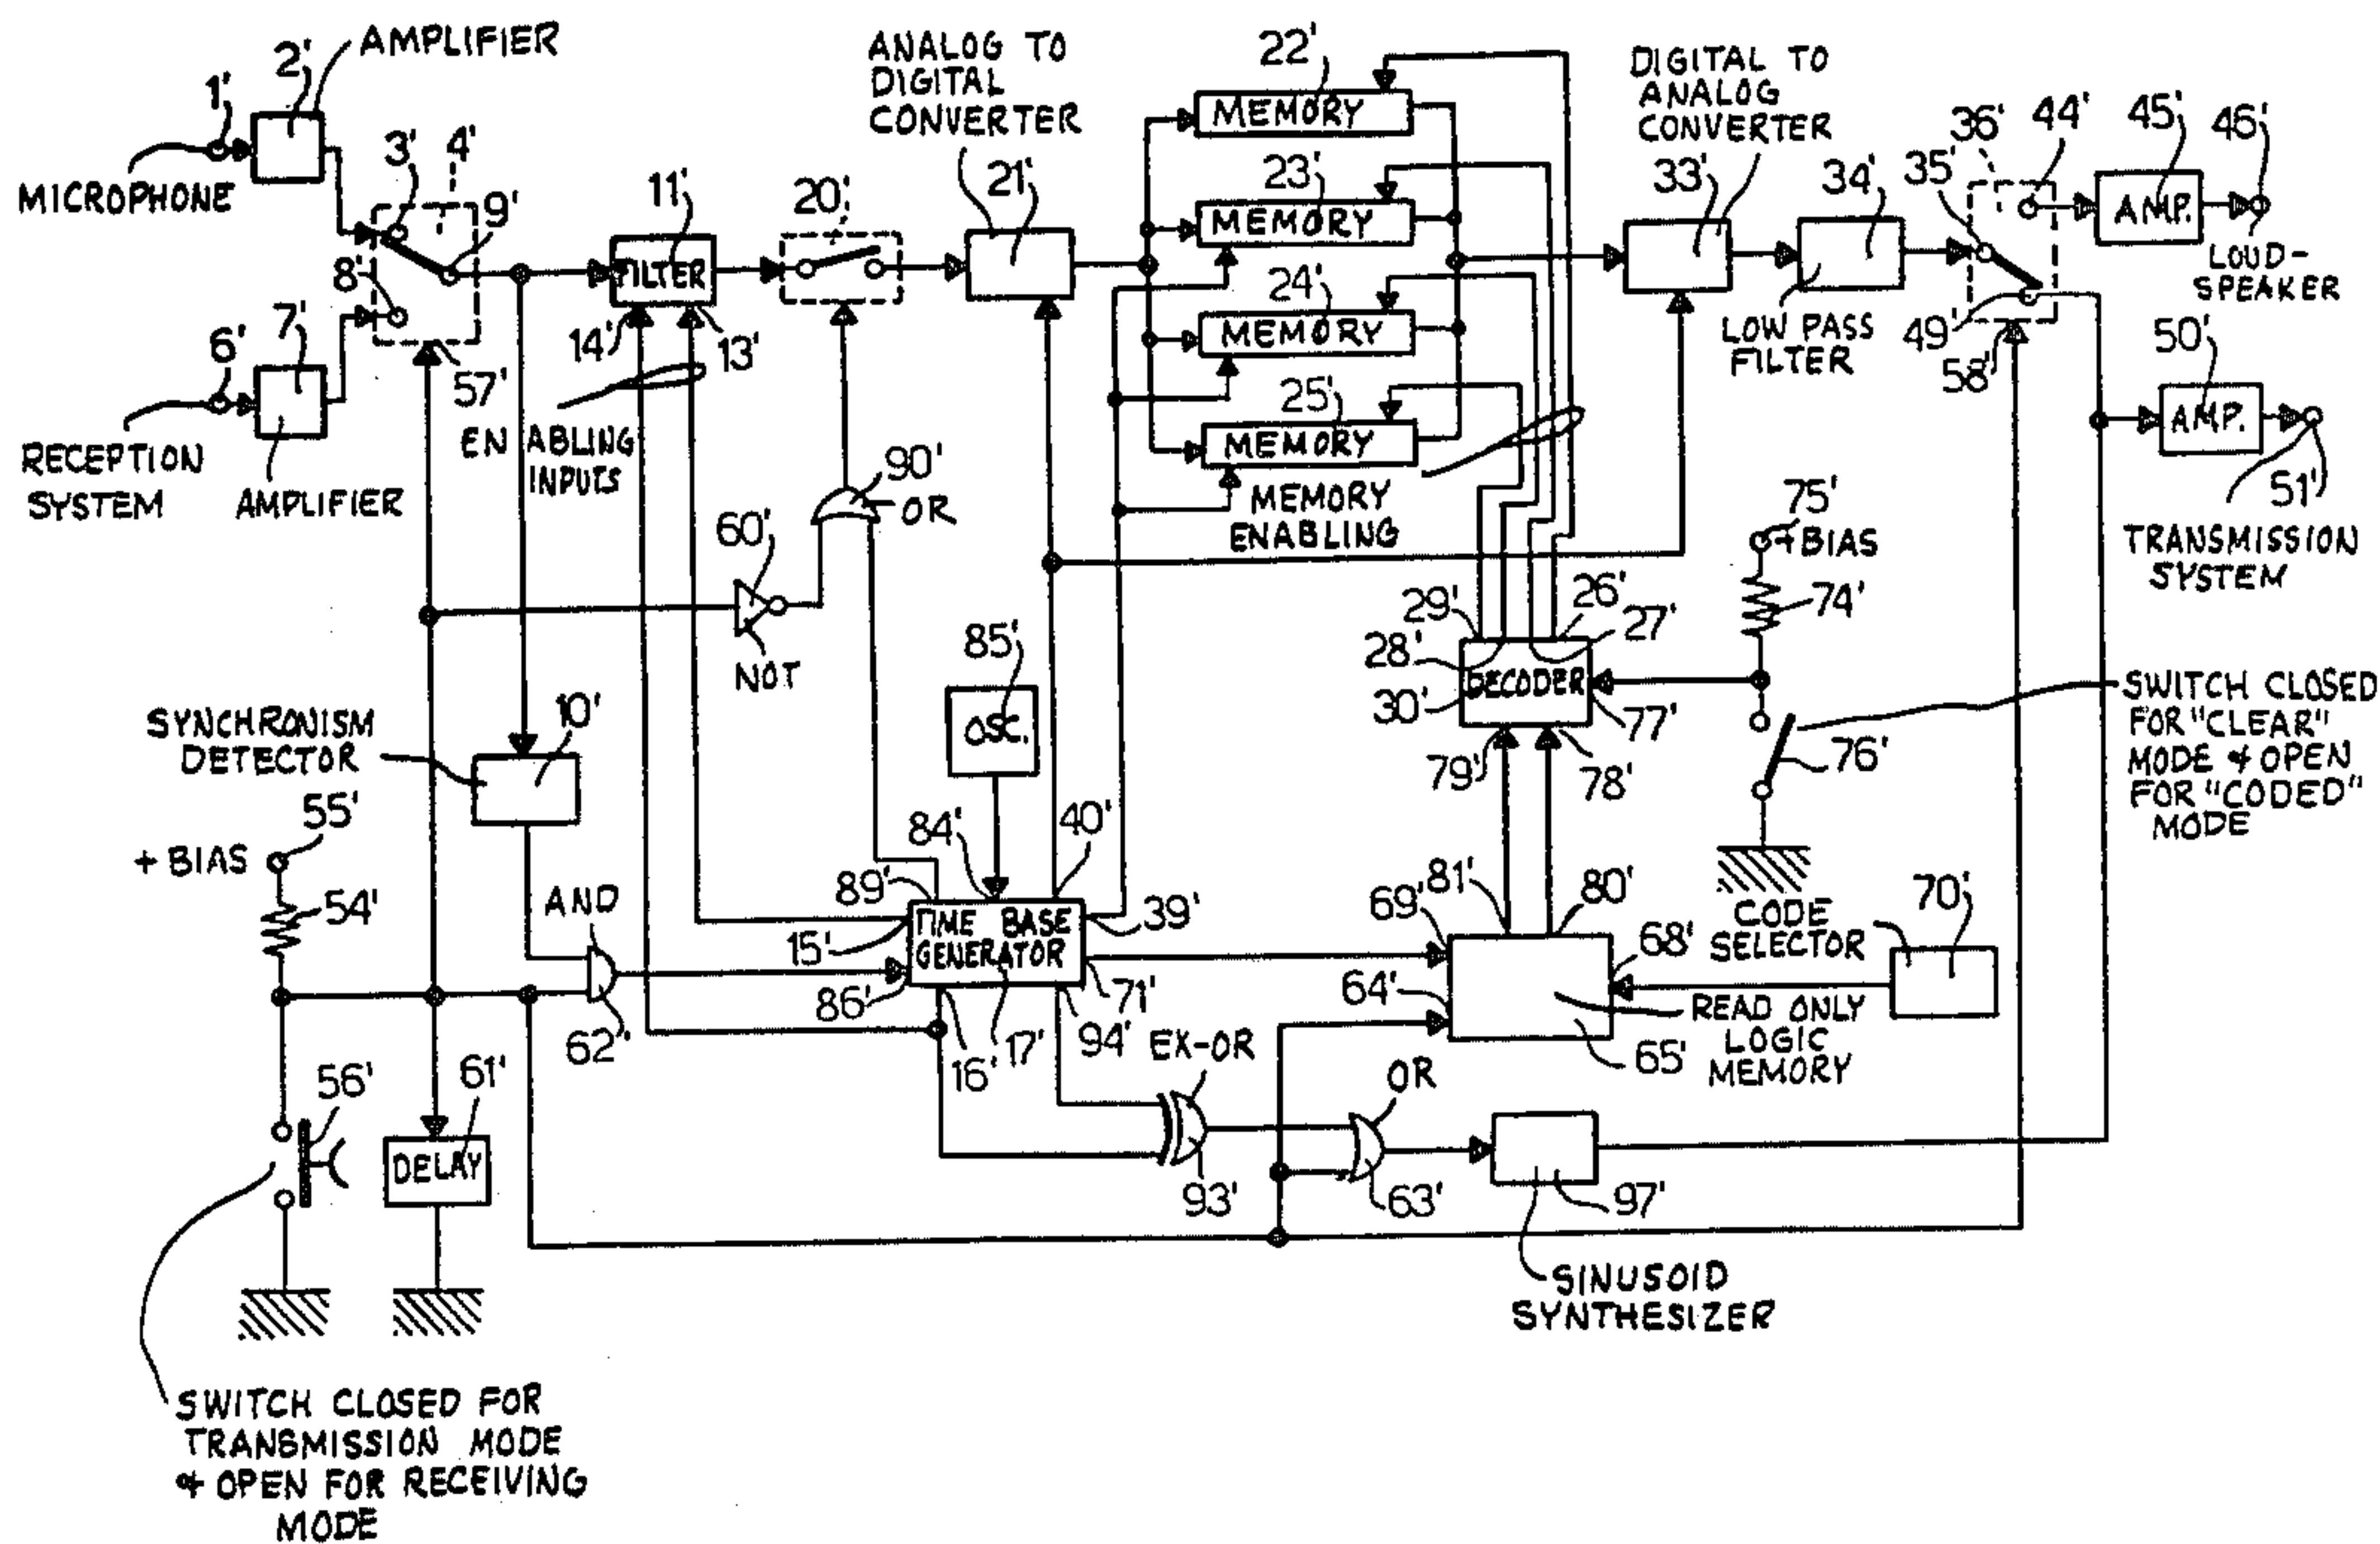 AMPLIFIER
2'
1'
MICROPHONE
3'
4'
9'
8'
6'
7'
57'
RECEPTION
SYSTEM
AMPLIFIER
11'
FILTER
14'
13'
ENABLING
INPUTS
20'
ANALOG TO
DIGITAL
CONVERTER
21'
22'
MEMORY
23'
MEMORY
24'
MEMORY
25'
MEMORY
MEMORY
ENABLING
DIGITAL TO
ANALOG
CONVERTER
33'
34'
LOW PASS
FILTER
35'
36'
44'
49'
58'
45'
AMP.
46'
LOUD-
SPEAKER
50'
AMP.
51'
TRANSMISSION
SYSTEM
90'
OR
60'
NOT
75'
+BIAS
74'
29'
28'
26'
27'
DECODER
30'
77'
79'
78'
76'
SWITCH CLOSED
FOR "CLEAR"
MODE & OPEN
FOR "CODED"
MODE
SYNCHRONISM
DETECTOR
10'
85'
OSC.
55'
+ BIAS
54'
AND
62'
84'
40'
89'
39'
15'
TIME BASE
GENERATOR
86'
16'
17'
94'
71'
69'
81'
80'
68'
64'
CODE
SELECTOR
70'
READ ONLY
LOGIC
MEMORY
65'
56'
61'
DELAY
EX-OR
93'
OR
63'
97'
SINUSOID
SYNTHESIZER
SWITCH CLOSED FOR
TRANSMISSION MODE
& OPEN FOR RECEIVING
MODE